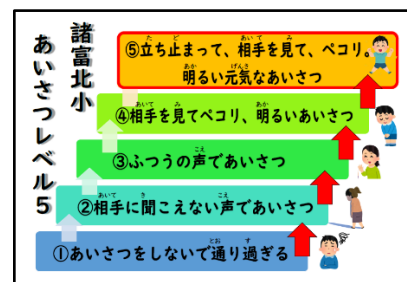 諸富北小
あいさつレベル5
⑤立ち止まって、相手を見て、ペコリ。
明るい元気なあいさつ
④相手を見てペコリ、明るいあいさつ
③ふつうの声であいさつ
②相手に聞こえない声であいさつ
①あいさつをしないで通り過ぎる